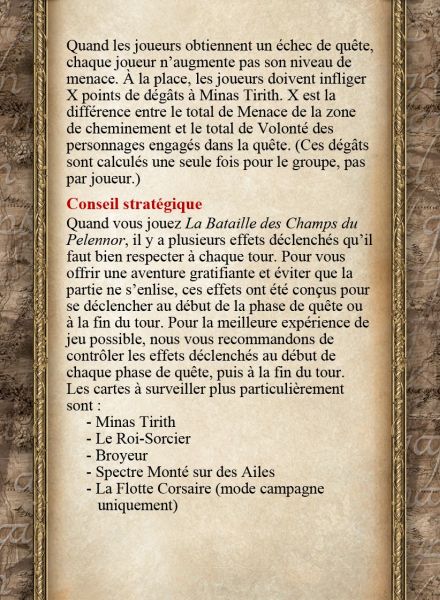 Quand les joueurs obtiennent un échec de quête,
chaque joueur n'augmente pas son niveau de
menace. À la place, les joueurs doivent infliger
X points de dégâts à Minas Tirith. X est la
différence entre le total de Menace de la zone
de cheminement et le total de Volonté des
personnages engagés dans la quête. (Ces dégâts
sont calculés une seule fois pour le groupe, pas
par joueur.)
Conseil stratégique
Quand vous jouez La Bataille des Champs du
Pelennor, il y a plusieurs effets déclenchés qu'il
faut bien respecter à chaque tour. Pour vous
offrir une aventure gratifiante et éviter que la
partie ne s'enlise, ces effets ont été conçus pour
se déclencher au début de la phase de quête ou
à la fin du tour. Pour la meilleure expérience de
jeu possible, nous vous recommandons de
contrôler les effets déclenchés au début de
chaque phase de quête, puis à la fin du tour.
Les cartes à surveiller plus particulièrement
sont :
- Minas Tirith
- Le Roi-Sorcier
- Broyeur
- Spectre Monté sur des Ailes
- La Flotte Corsaire (mode campagne
uniquement)